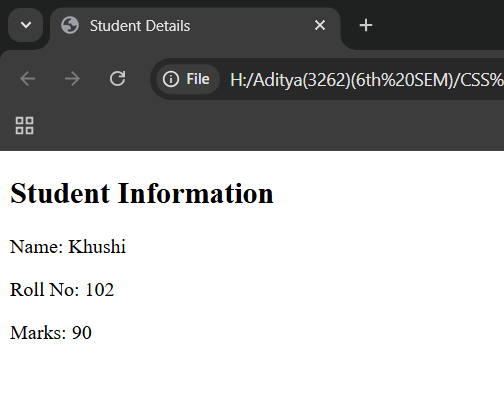 Student Details
File H:/Aditya(3262)(6th%20SEM)/CSS%
Student Information
Name: Khushi
Roll No: 102
Marks: 90